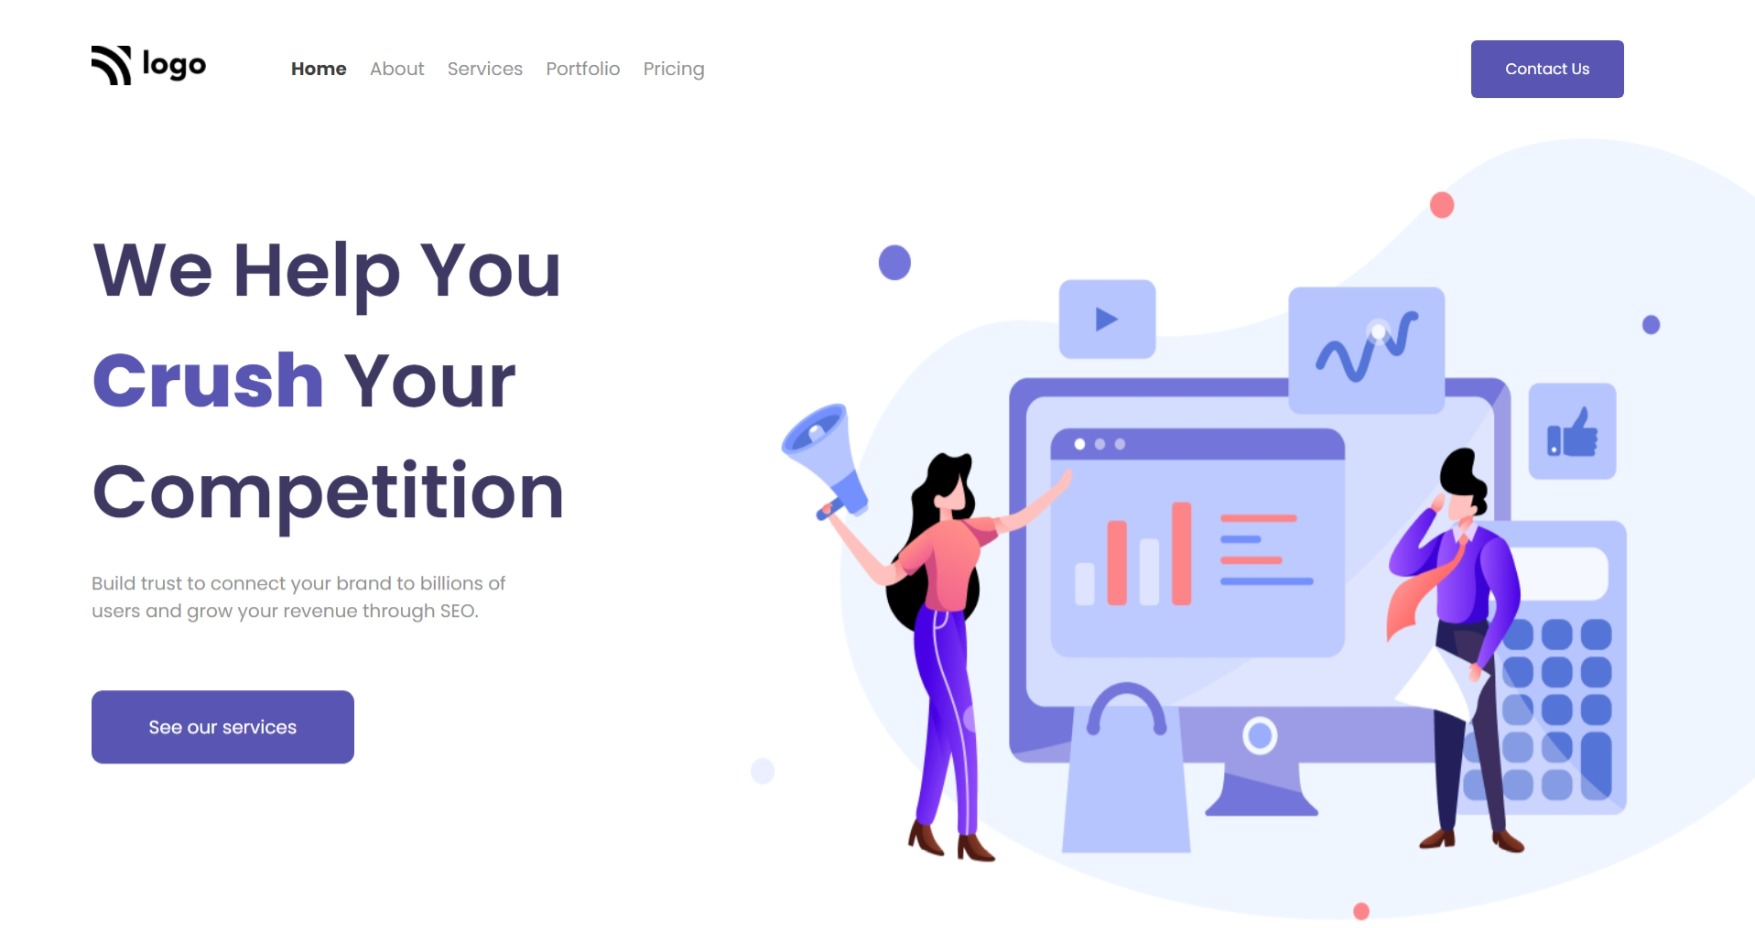 logo
Home About Services Portfolio Pricing
Contact Us
We Help You
Crush Your
Competition
Build trust to connect your brand to billions of
users and grow your revenue through SEO.
See our services